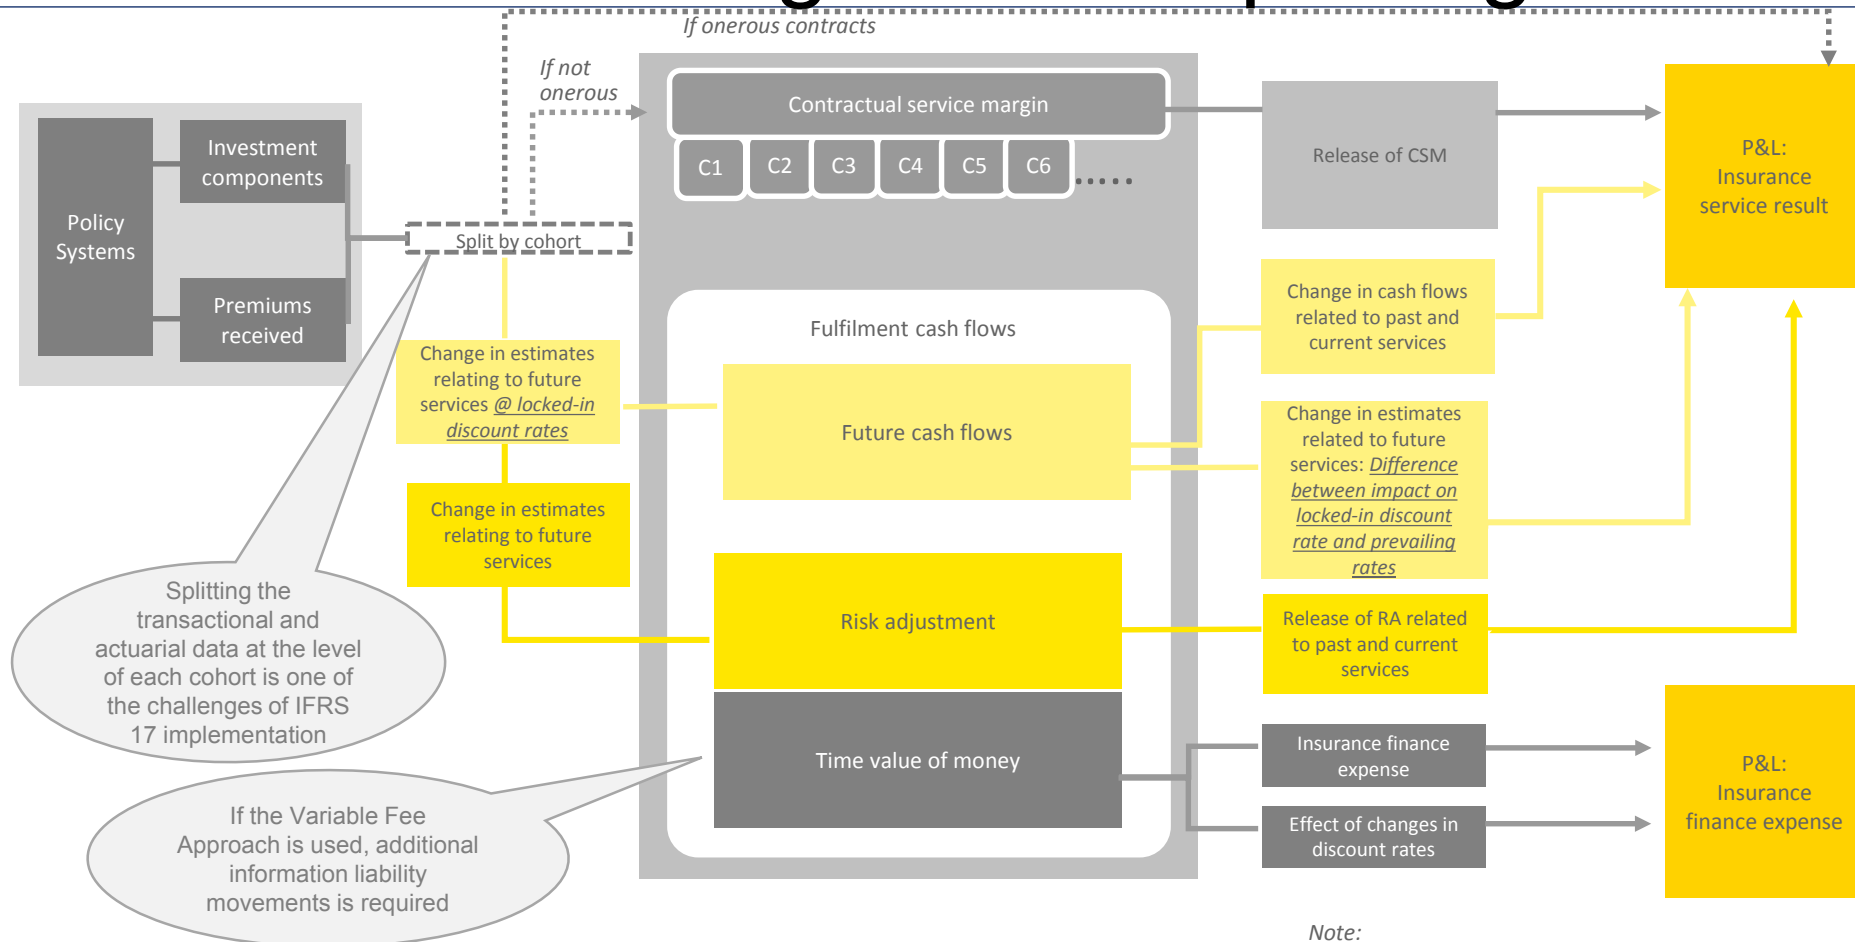 If onerous contracts
If not
onerous
Policy
Systems
Investment
components
Premiums
received
Split by cohort
Contractual service margin
C1
C2
C3
C4
C5
C6
.....
Release of CSM
P&L:
Insurance
service result
Change in estimates
relating to future
services @ locked-in
discount rates
Change in estimates
relating to future
services
Fulfilment cash flows
Future cash flows
Risk adjustment
Time value of money
Change in cash flows
related to past and
current services
Change in estimates
related to future
services: Difference
between impact on
locked-in discount
rate and prevailing
rates
Release of RA related
to past and current
services
Insurance finance
expense
Effect of changes in
discount rates
P&L:
Insurance
finance expense
Splitting the
transactional and
actuarial data at the level
of each cohort is one of
the challenges of IFRS
17 implementation
If the Variable Fee
Approach is used, additional
information liability
movements is required
Note: